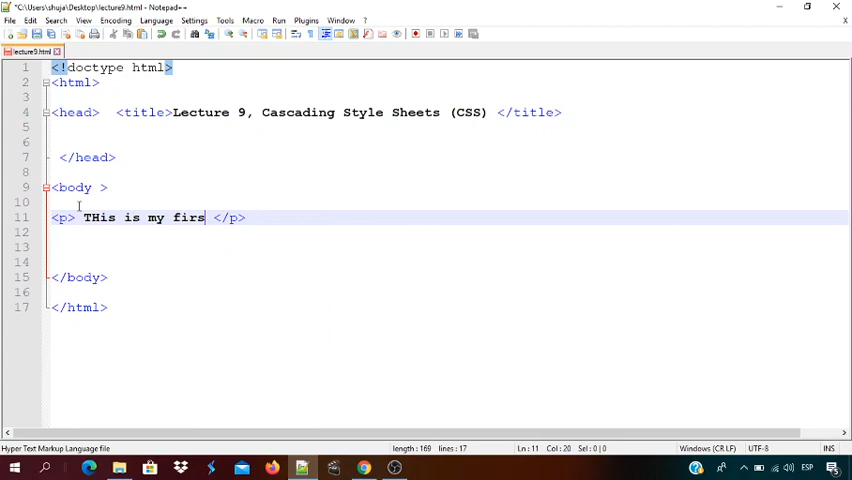 *C:\Users\shuja\Desktop\lecture9.html - Notepad++
File Edit Search View Encoding Language Settings Tools Macro Run Plugins Window ?
lecture9.html
1 <!doctype html>
2 <html>
3
4 <head> <title>Lecture 9, Cascading Style Sheets (CSS) </title>
5
6
7 </head>
8
9 <body >
10
11 <p> THis is my firs </p>
12
13
14
15 </body>
16
17 </html>
Hyper Text Markup Language file length : 169 lines : 17 Ln : 11 Col : 20 Sel : 0 | 0 Windows (CR LF) UTF-8 INS
ESP 5